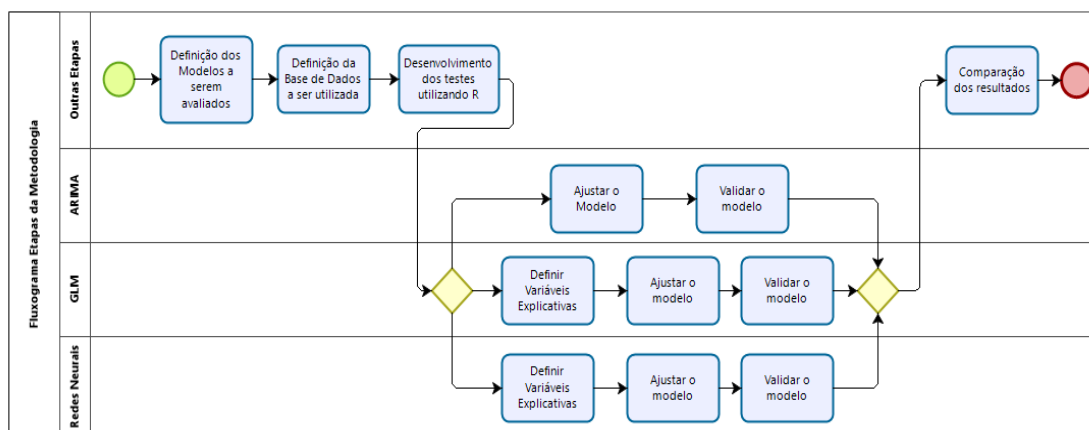 Fluxograma Etapas da Metodologia
Outras Etapas
Definição dos
Modelos a
serem
avaliados
Definição da
Base de Dados
a ser utilizada
Desenvolvimento
dos testes
utilizando R
Comparação
dos resultados
ARIMA
Ajustar o
Modelo
Validar o
modelo
GLM
Definir
Variáveis
Explicativas
Ajustar o
modelo
Validar o
modelo
Redes Neurais
Definir
Variáveis
Explicativas
Ajustar o
modelo
Validar o
modelo